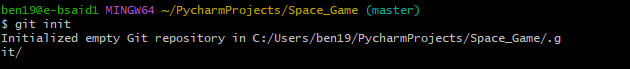 ben19@e-bsaid1 MINGW64 ~/PycharmProjects/Space_Game (master)
$ git init
Initialized empty Git repository in C:/Users/ben19/PycharmProjects/Space_Game/.g
it/